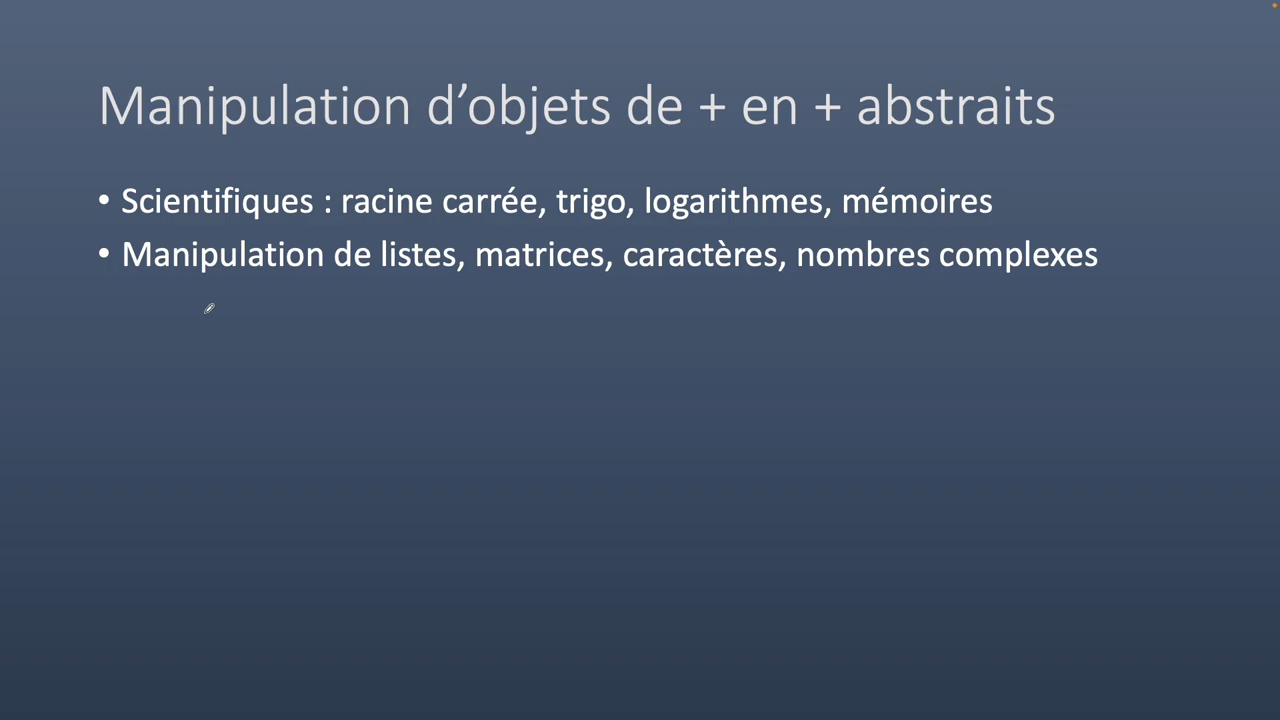 Manipulation d’objets de + en + abstraits
• Scientifiques : racine carrée, trigo, logarithmes, mémoires
• Manipulation de listes, matrices, caractères, nombres complexes